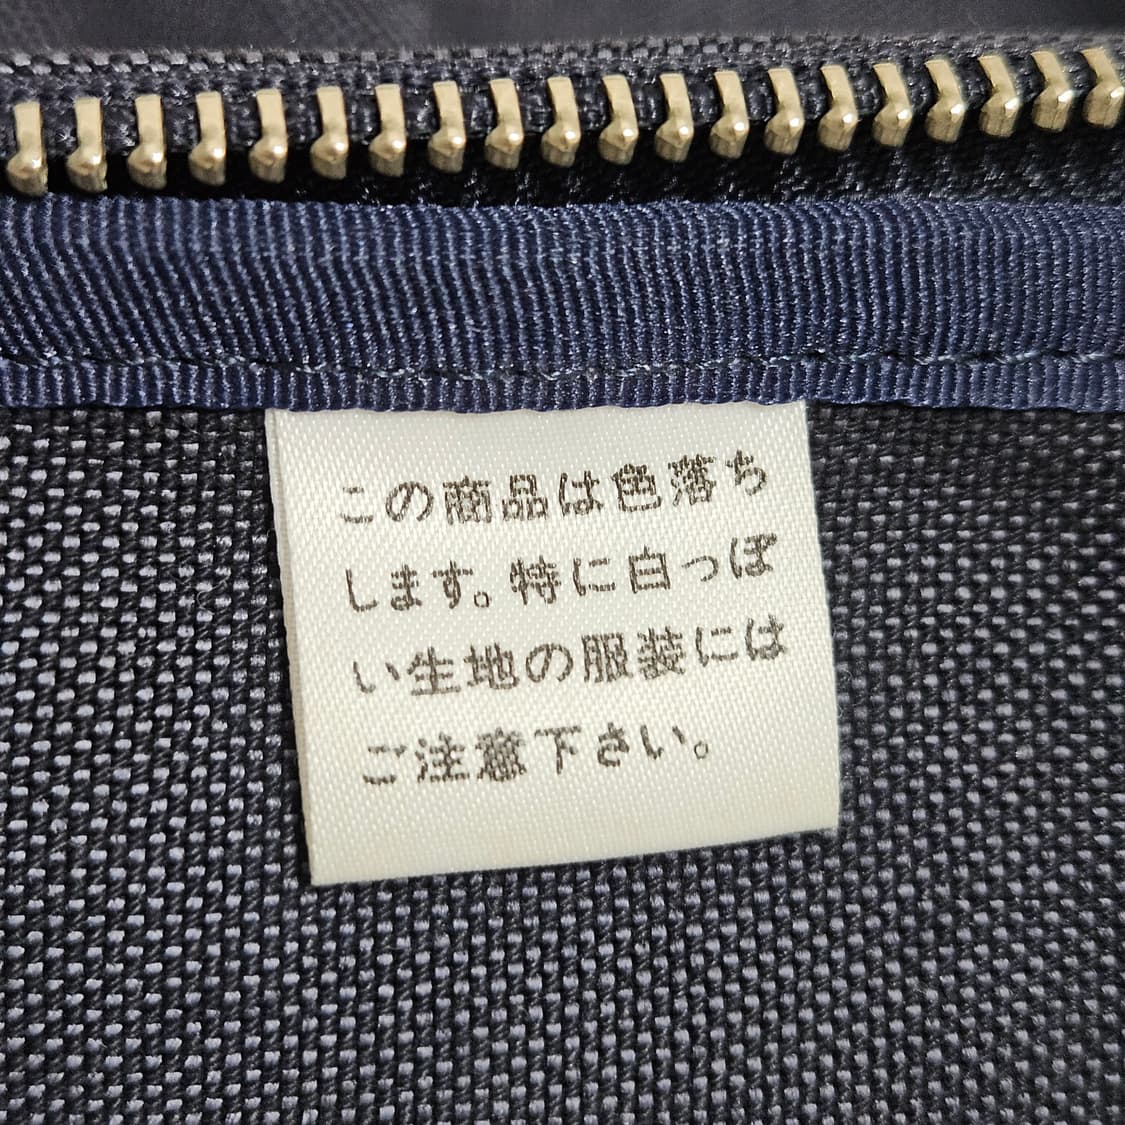 この商品は色落ち
します。特に白っぽ
い生地の服装には
ご注意下さい。